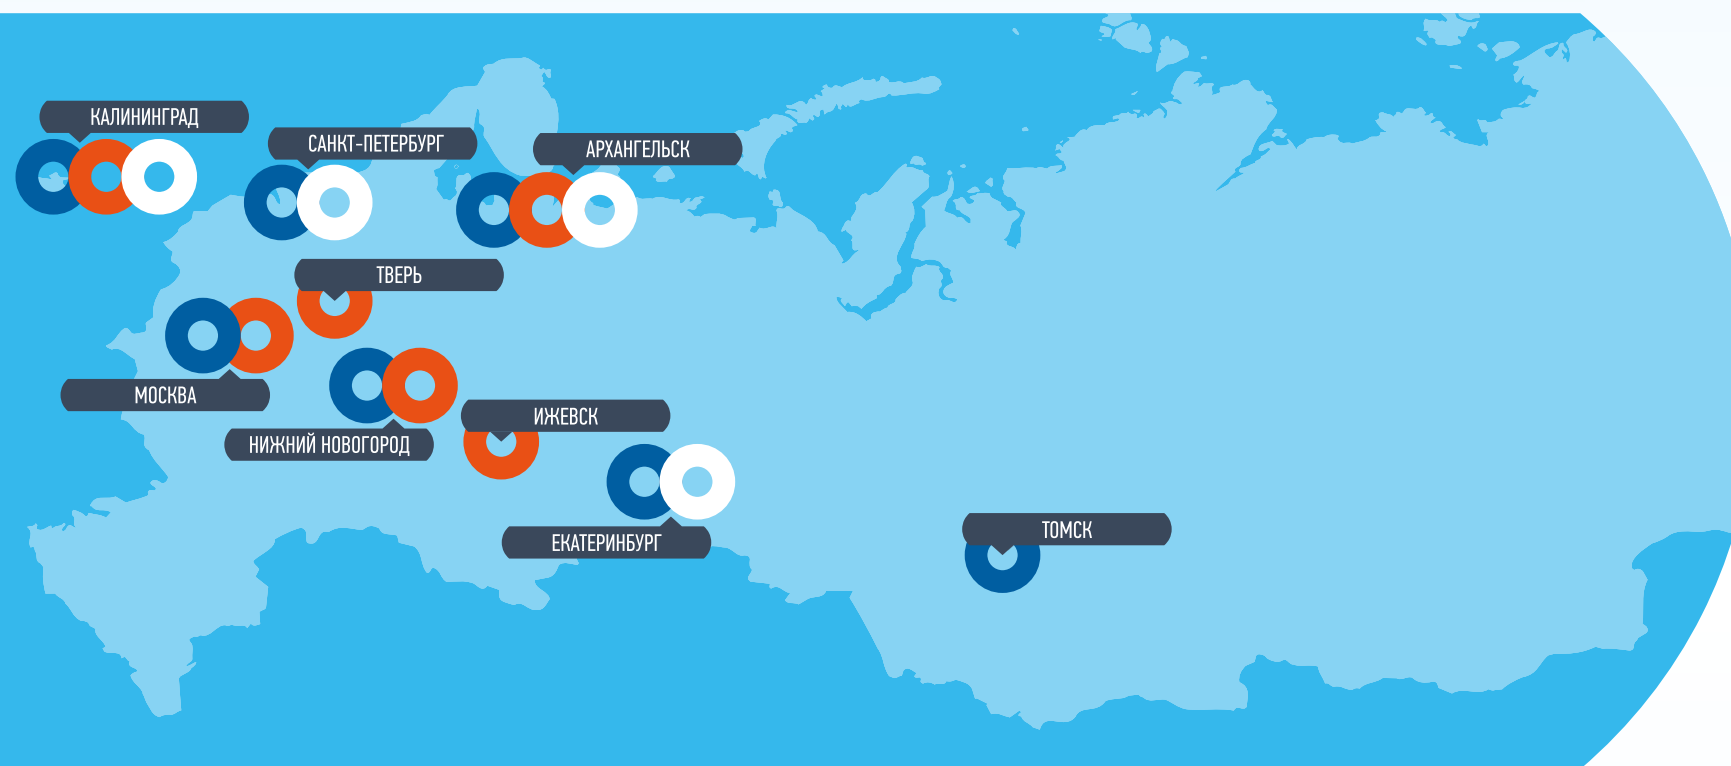 КАЛИНИНГРАД
САНКТ-ПЕТЕРБУРГ
АРХАНГЕЛЬСК
ТВЕРЬ
МОСКВА
НИЖНИЙ НОВОГОРОД
ИЖЕВСК
ЕКАТЕРИНБУРГ
ТОМСК